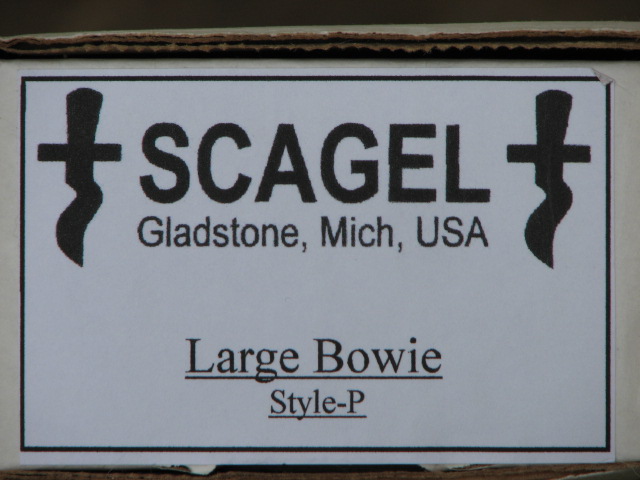 SCAGEL
Gladstone, Mich, USA
Large Bowie
Style-P